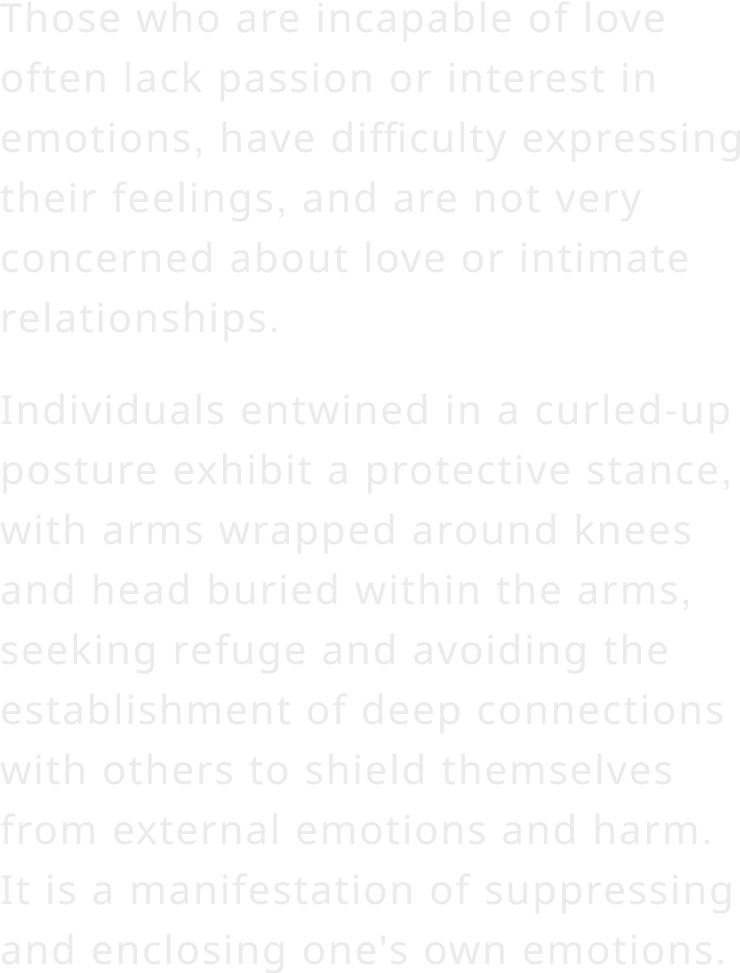 Those who are incapable of love
often lack passion or interest in
emotions, have difficulty expressing
their feelings, and are not very
concerned about love or intimate
relationships.
Individuals entwined in a curled-up
posture exhibit a protective stance,
with arms wrapped around knees
and head buried within the arms,
seeking refuge and avoiding the
establishment of deep connections
with others to shield themselves
from external emotions and harm.
It is a manifestation of suppressing
and enclosing one's own emotions.